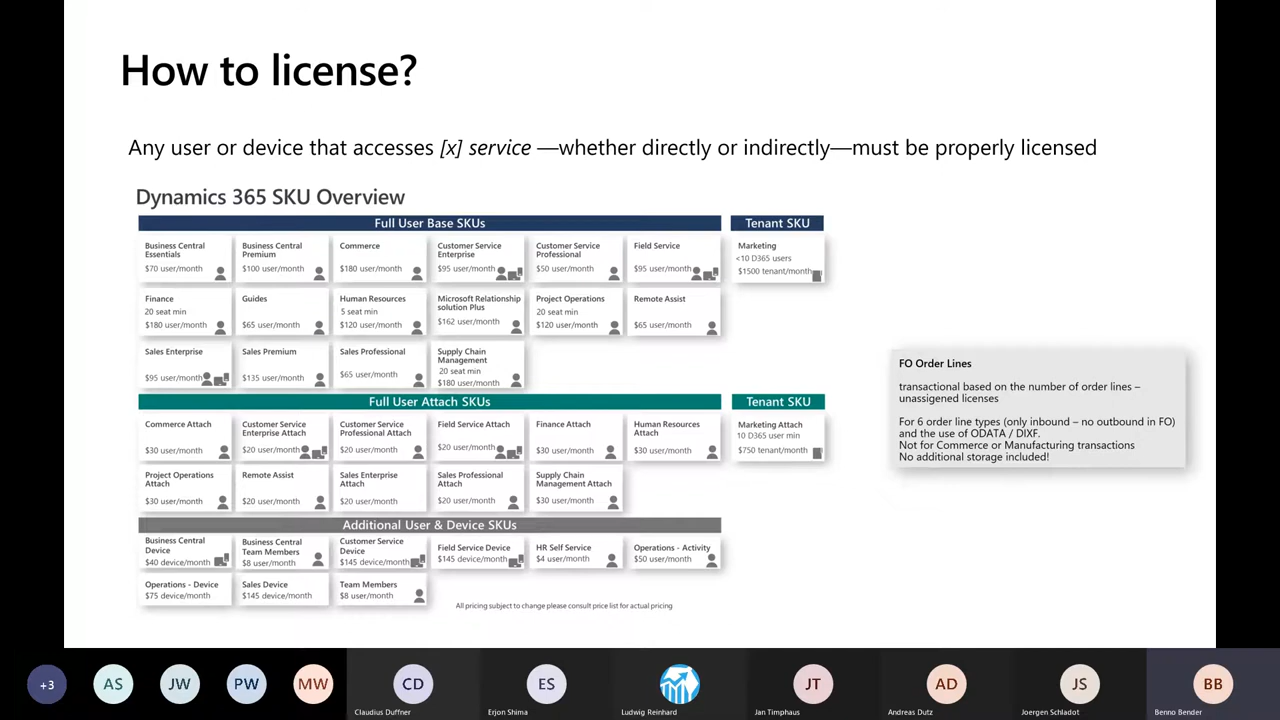 How to license?
Any user or device that accesses [x] service —whether directly or indirectly—must be properly licensed
Dynamics 365 SKU Overview
Full User Base SKUs
Tenant SKU
Business Central
Essentials
$70 user/month
Business Central
Premium
$100 user/month
Commerce
$180 user/month
Customer Service
Enterprise
$95 user/month
Customer Service
Professional
$50 user/month
Field Service
$95 user/month
Marketing
<10 D365 users
$1500 tenant/month
Finance
20 seat min
$180 user/month
Guides
$65 user/month
Human Resources
5 seat min
$120 user/month
Microsoft Relationship
solution Plus
$162 user/month
Project Operations
20 seat min
$120 user/month
Remote Assist
$65 user/month
Sales Enterprise
$95 user/month
Sales Premium
$135 user/month
Sales Professional
$65 user/month
Supply Chain
Management
20 seat min
$180 user/month
Full User Attach SKUs
Tenant SKU
Commerce Attach
$30 user/month
Customer Service
Enterprise Attach
$20 user/month
Customer Service
Professional Attach
$20 user/month
Field Service Attach
$20 user/month
Finance Attach
$30 user/month
Human Resources
Attach
$30 user/month
Marketing Attach
10 D365 user min
$750 tenant/month
Project Operations
Attach
$30 user/month
Remote Assist
$20 user/month
Sales Enterprise
Attach
$20 user/month
Sales Professional
Attach
$20 user/month
Supply Chain
Management Attach
$30 user/month
Additional User & Device SKUs
Business Central
Device
$40 device/month
Business Central
Team Members
$8 user/month
Customer Service
Device
$145 device/month
Field Service Device
$145 device/month
HR Self Service
$4 user/month
Operations - Activity
$50 user/month
Operations - Device
$75 device/month
Sales Device
$145 device/month
Team Members
$8 user/month
All pricing subject to change please consult price list for actual pricing
FO Order Lines
transactional based on the number of order lines –
unassigened licenses
For 6 order line types (only inbound – no outbound in FO)
and the use of ODATA / DIXF.
Not for Commerce or Manufacturing transactions
No additional storage included!
+3
AS
JW
PW
MW
CD
Claudius Duffner
ES
Erjon Shima
Ludwig Reinhard
JT
Jan Timphaus
AD
Andreas Dutz
JS
Joergen Schladot
BB
Benno Bender